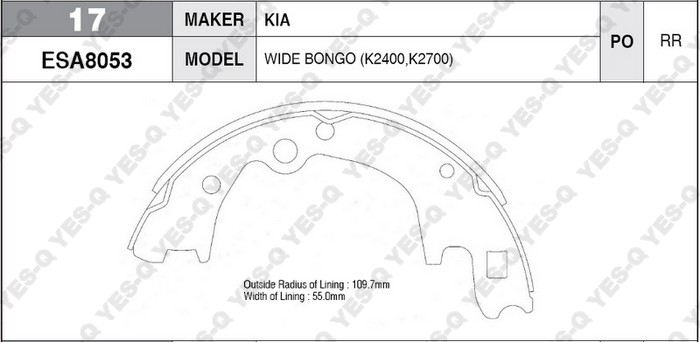 17
MAKER
KIA
PO
RR
ESA8053
MODEL
WIDE BONGO (K2400,K2700)
Outside Radius of Lining : 109.7mm
Width of Lining : 55.0mm
YES-Q YES-Q YES-Q YES-Q